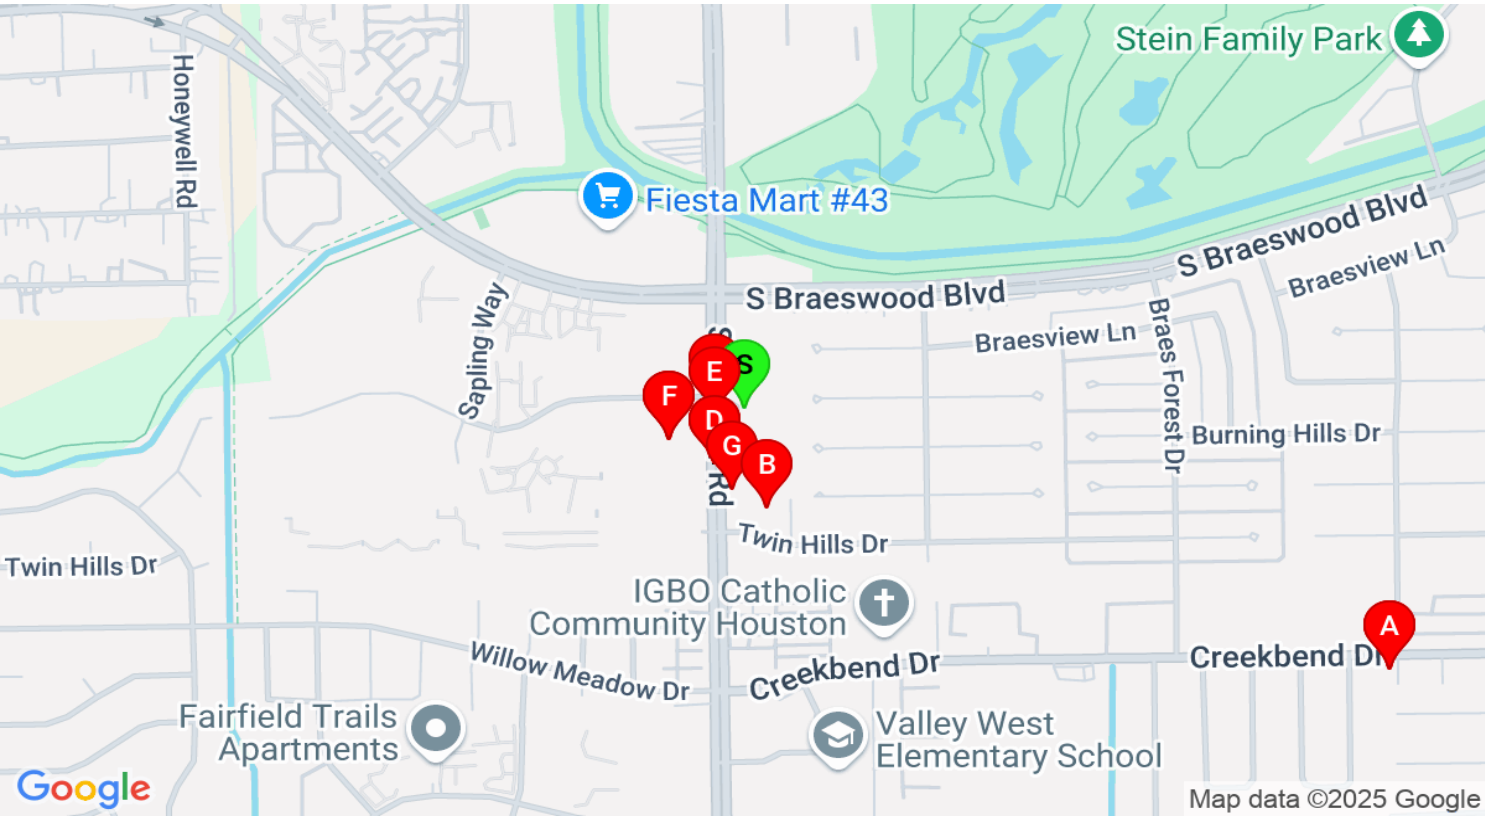 Stein Family Park
Honeywell Rd
Fiesta Mart #43
S Braeswood Blvd
Braesview Ln
S Braeswood Blvd
Sapling Way
Braesview Ln
Braes Forest Dr
S
S
E
F
D
G
B
Rd
Burning Hills Dr
Twin Hills Dr
Twin Hills Dr
IGBO Catholic
Community Houston
A
Creekbend Dr
Willow Meadow Dr
Creekbend Dr
Fairfield Trails
Apartments
Valley West
Elementary School
Google
Map data ©2025 Google